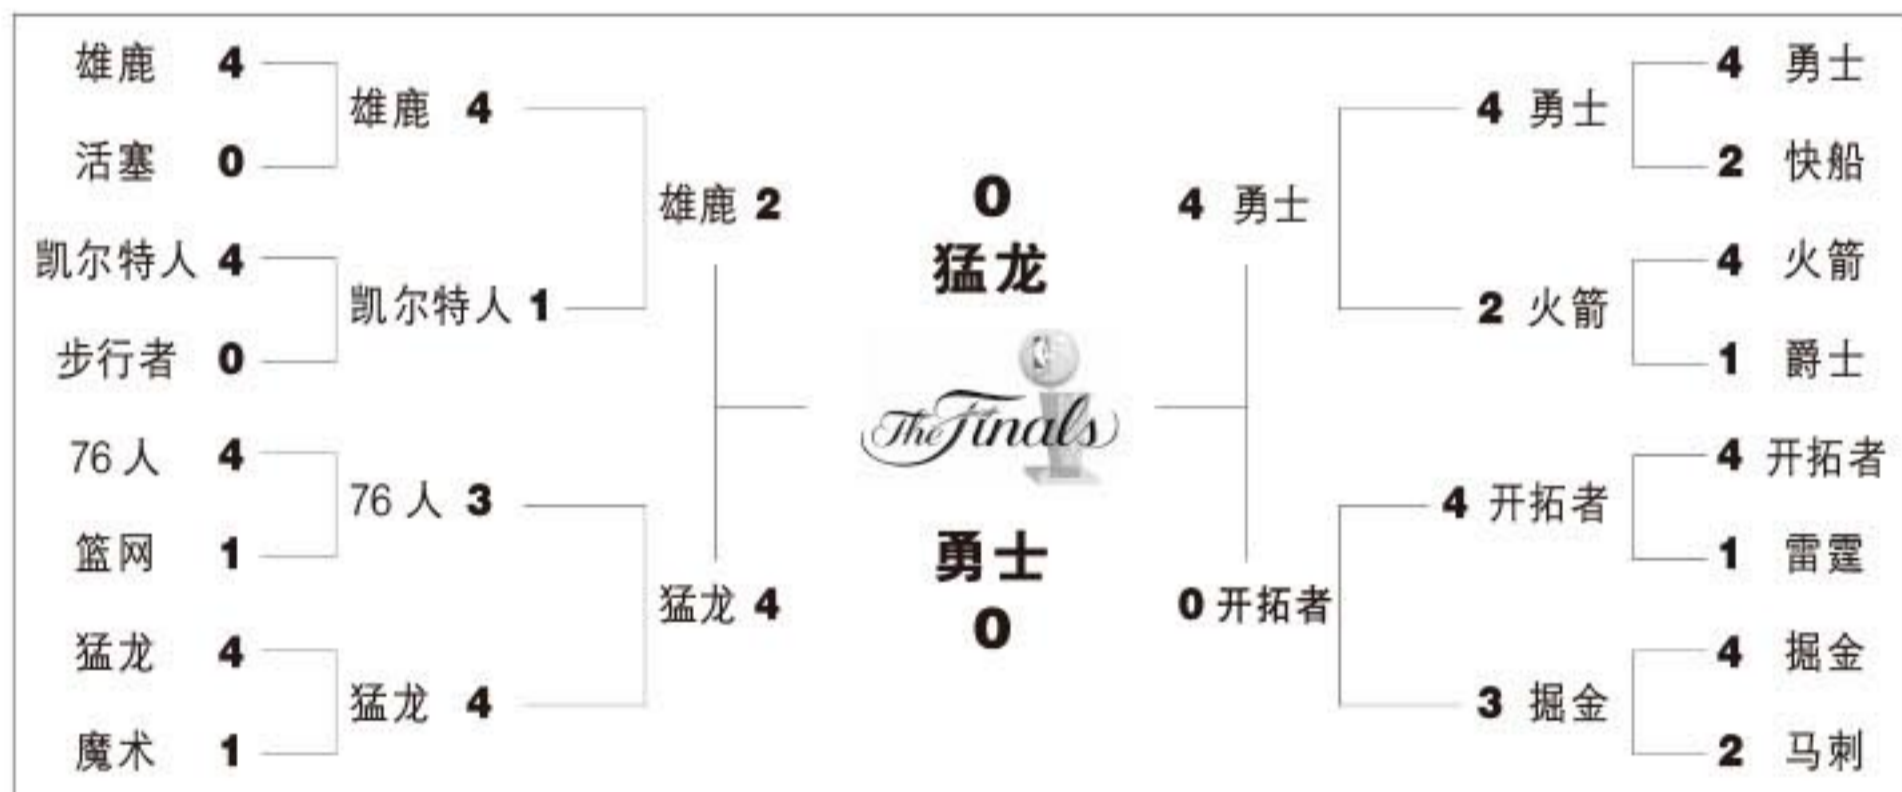 雄鹿 4
活塞 0
凯尔特人 4
步行者 0
76人 4
篮网 1
猛龙 4
魔术 1
雄鹿 4
凯尔特人 1
76人 3
猛龙 4
雄鹿 2
猛龙 4
0
猛龙
The Finals
勇士
0
4 勇士
0 开拓者
4 勇士
2 火箭
4 开拓者
3 掘金
4 勇士
2 快船
4 火箭
1 爵士
4 开拓者
1 雷霆
4 掘金
2 马刺